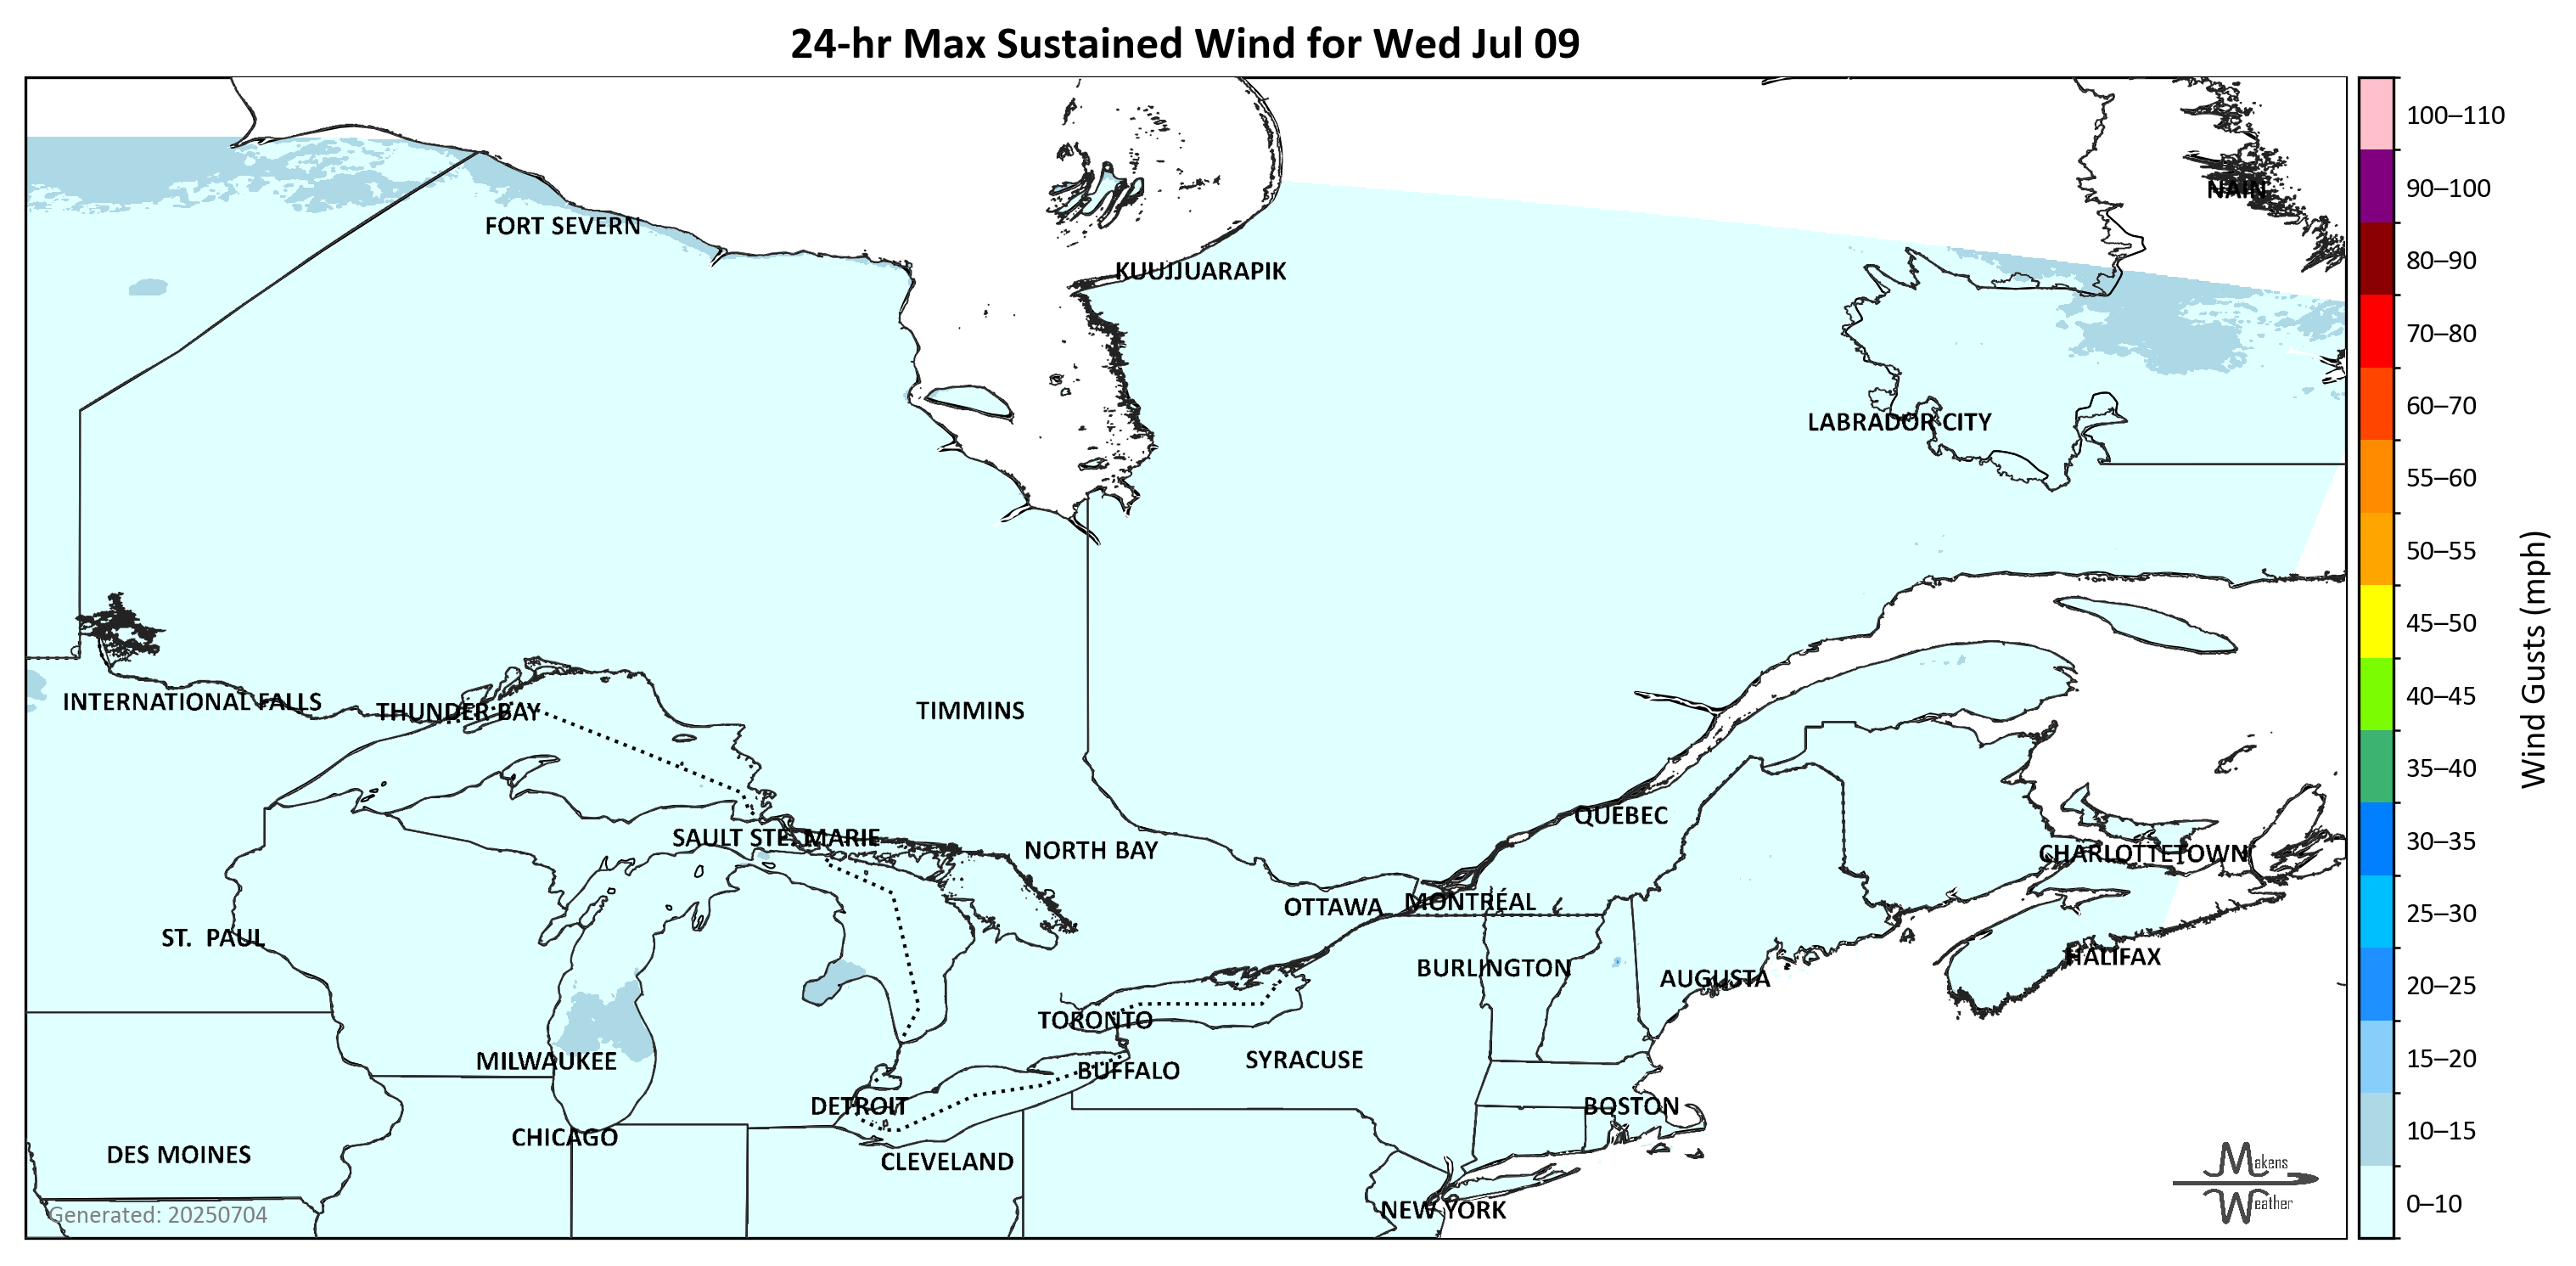 24-hr Max Sustained Wind for Wed Jul 09
100–110
90–100
80–90
70–80
60–70
55–60
50–55
45–50
40–45
35–40
30–35
25–30
20–25
15–20
10–15
0–10
Wind Gusts (mph)
NAIN
FORT SEVERN
KUUJJUARAPIK
LABRADOR CITY
INTERNATIONAL FALLS
THUNDER BAY
TIMMINS
QUÉBEC
SAULT STE. MARIE
NORTH BAY
CHARLOTTETOWN
OTTAWA
MONTRÉAL
ST. PAUL
HALIFAX
BURLINGTON
AUGUSTA
TORONTO
MILWAUKEE
SYRACUSE
BUFFALO
DETROIT
BOSTON
CHICAGO
DES MOINES
CLEVELAND
NEW YORK
Generated: 20250704
Makens
Weather